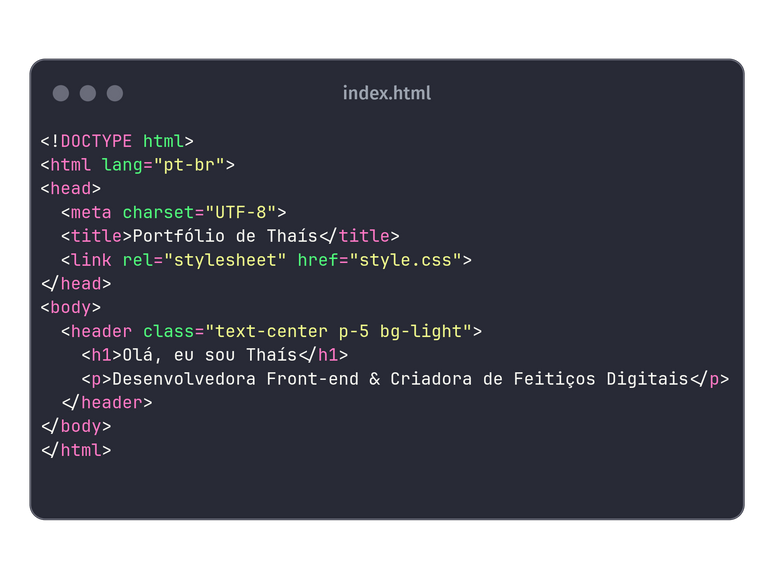 index.html
<!DOCTYPE html>
<html lang="pt-br">
<head>
  <meta charset="UTF-8">
  <title>Portfólio de Thaís</title>
  <link rel="stylesheet" href="style.css">
</head>
<body>
  <header class="text-center p-5 bg-light">
    <h1>Olá, eu sou Thaís</h1>
    <p>Desenvolvedora Front-end & Criadora de Feitiços Digitais</p>
  </header>
</body>
</html>